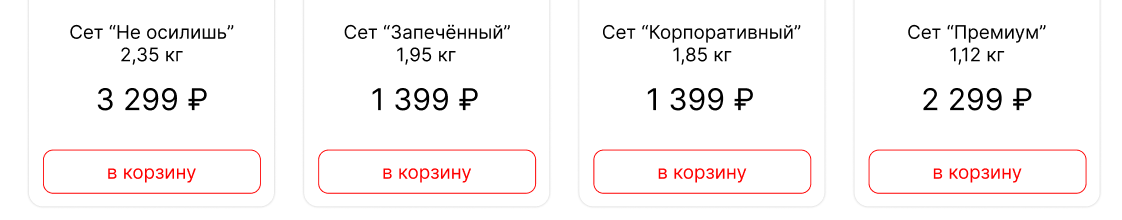 Сет “Не осилишь”
2,35 кг
3 299 ₽
в корзину
Сет “Запечённый”
1,95 кг
1 399 ₽
в корзину
Сет “Корпоративный”
1,85 кг
1 399 ₽
в корзину
Сет “Премиум”
1,12 кг
2 299 ₽
в корзину